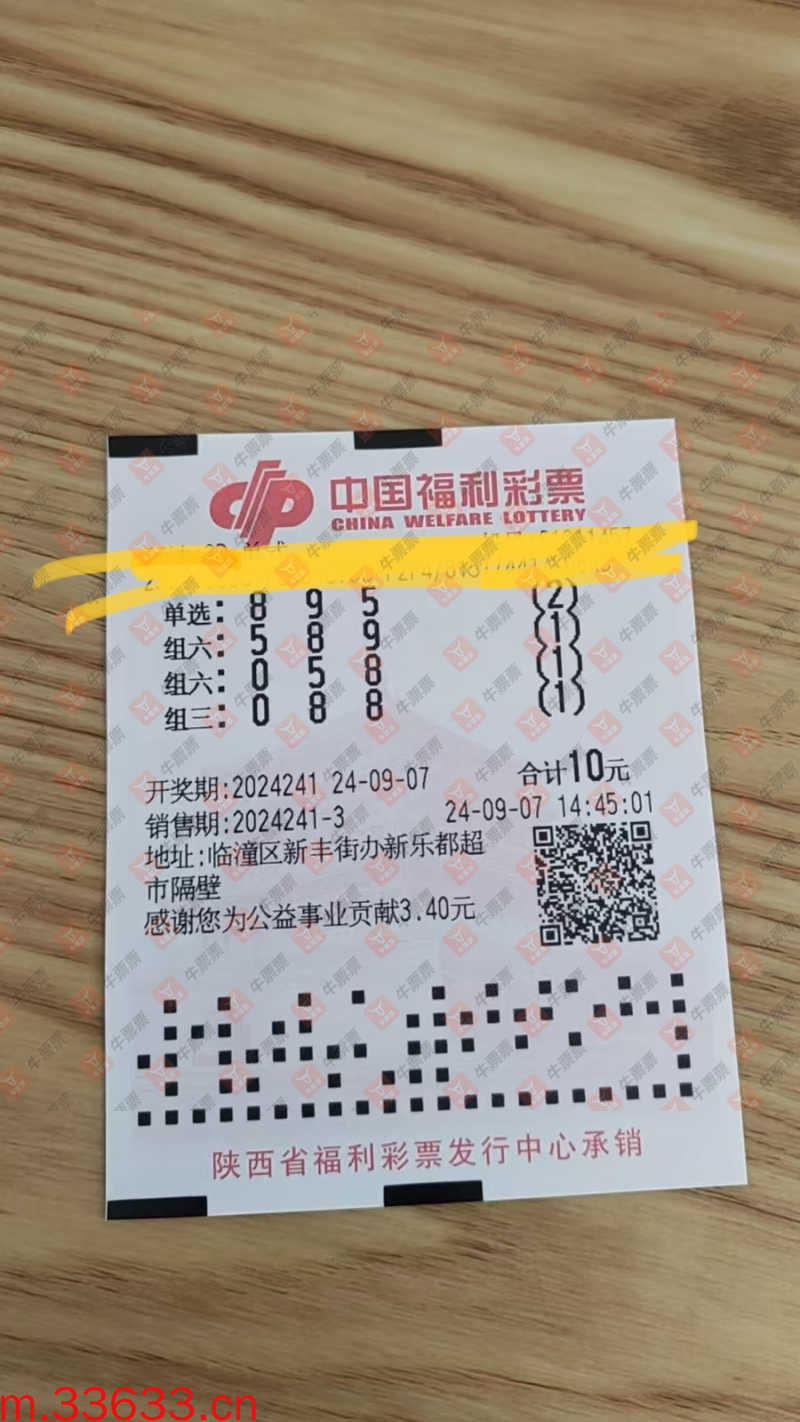 中国福利彩票
CHINA WELFARE LOTTERY
单选: 8 9 5 (2)
组六: 5 8 9 (1)
组六: 0 5 8 (1)
组三: 0 8 8 (1)
合计10元
开奖期:2024241 24-09-07
销售期:2024241-3 24-09-07 14:45:01
地址:临潼区新丰街办新乐都超
市隔壁
感谢您为公益事业贡献3.40元
陕西省福利彩票发行中心承销
牛票票
m.33633.cn